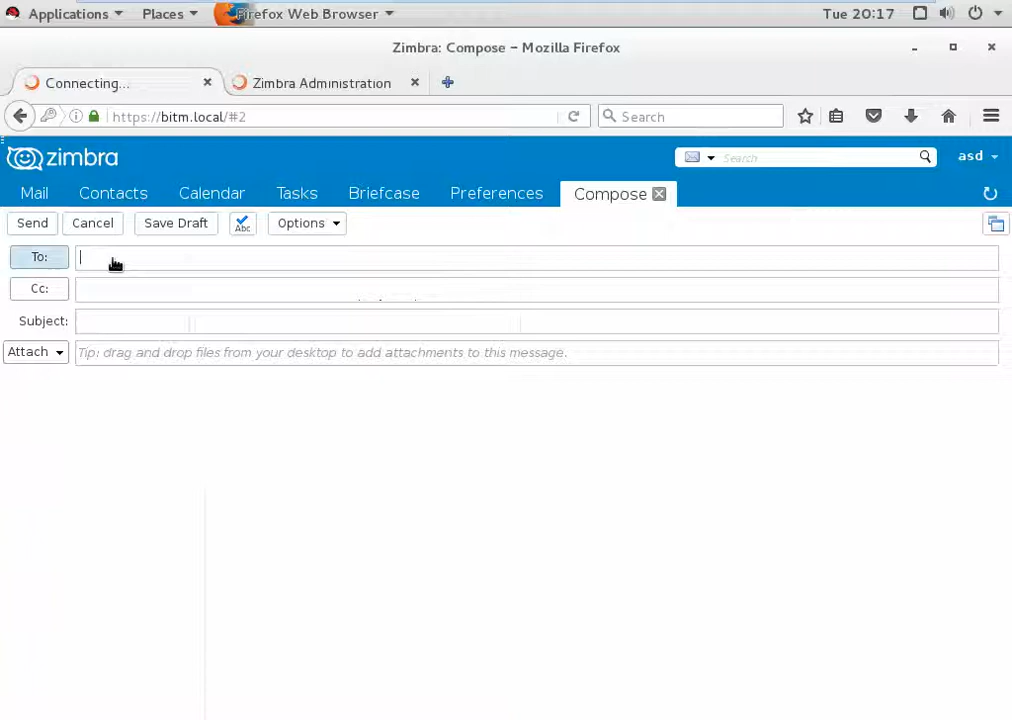 Applications Places Firefox Web Browser Tue 20:17
Zimbra: Compose – Mozilla Firefox
Connecting... Zimbra Administration
https://bitm.local/#2 Search
zimbra Search asd
Mail Contacts Calendar Tasks Briefcase Preferences Compose
Send Cancel Save Draft Abc Options
To:
Cc:
Subject:
Attach Tip: drag and drop files from your desktop to add attachments to this message.